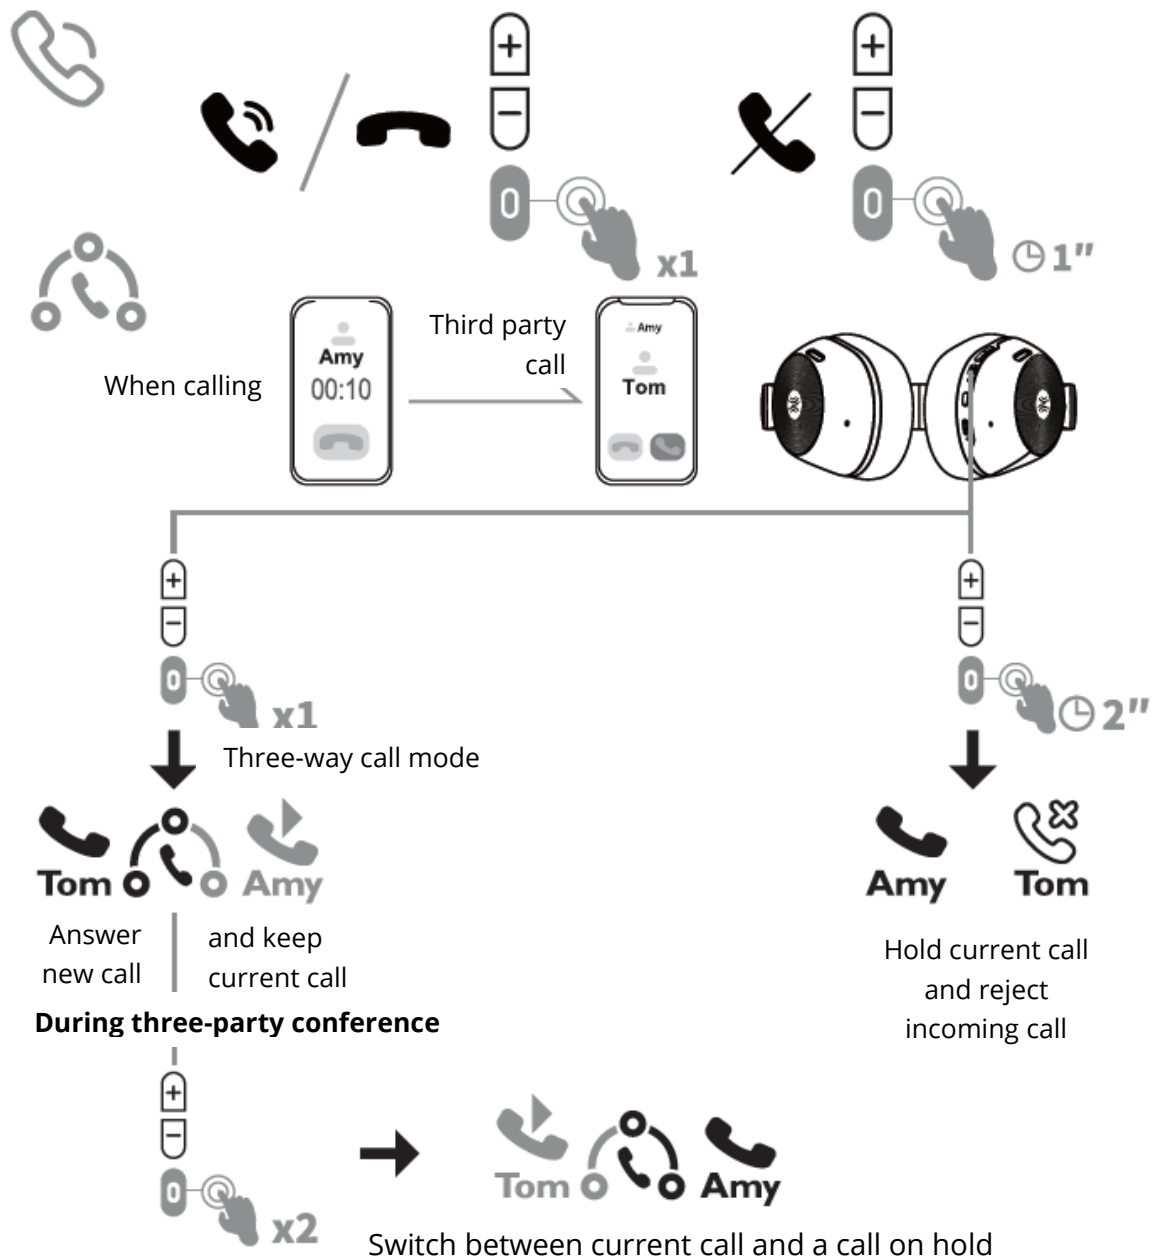 x1
1″
When calling
Amy
00:10
Third party
call
Amy
Tom
x1
2″
Three-way call mode
Tom
Amy
Amy
Tom
Answer
new call
and keep
current call
Hold current call
and reject
incoming call
During three-party conference
x2
Tom
Amy
Switch between current call and a call on hold